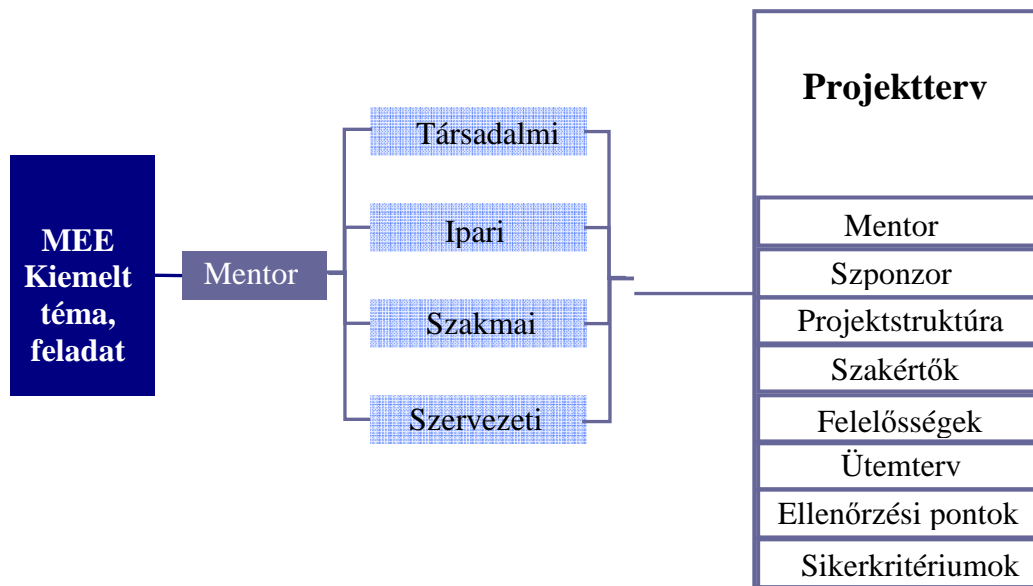 MEE
Kiemelt
téma,
feladat
Mentor
Társadalmi
Ipari
Szakmai
Szervezeti
Projektterv
Mentor
Szponzor
Projektstruktúra
Szakértők
Felelősségek
Ütemterv
Ellenőrzési pontok
Sikerkritériumok